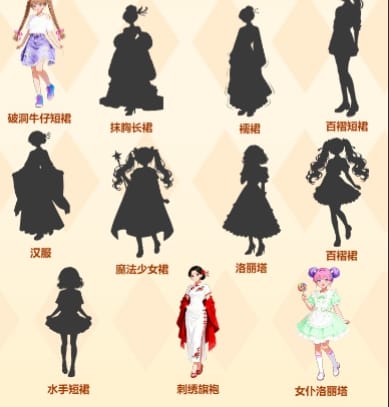 破洞牛仔短裙
抹胸长裙
襦裙
百褶短裙
汉服
魔法少女裙
洛丽塔
百褶裙
水手短裙
刺绣旗袍
女仆洛丽塔